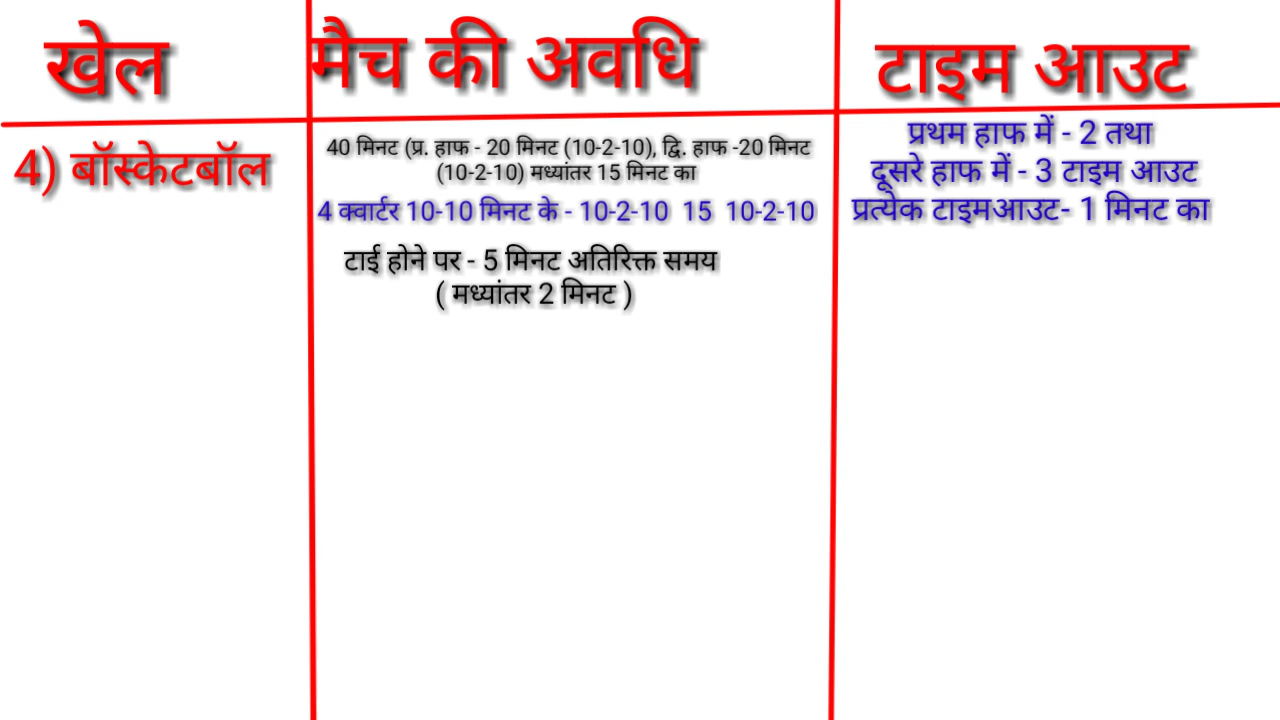 खेल
मैच की अवधि
टाइम आउट
4) बॉस्केटबॉल
40 मिनट (प्र. हाफ - 20 मिनट (10-2-10), द्वि. हाफ -20 मिनट
(10-2-10) मध्यांतर 15 मिनट का
4 क्वार्टर 10-10 मिनट के - 10-2-10 15 10-2-10
टाई होने पर - 5 मिनट अतिरिक्त समय
( मध्यांतर 2 मिनट )
प्रथम हाफ में - 2 तथा
दूसरे हाफ में - 3 टाइम आउट
प्रत्येक टाइमआउट- 1 मिनट का